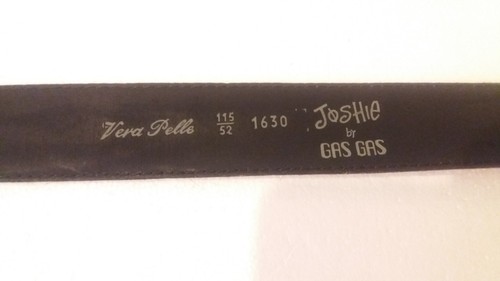 Vera Pelle 115/52 1630 JOSHIE
by
GAS GAS